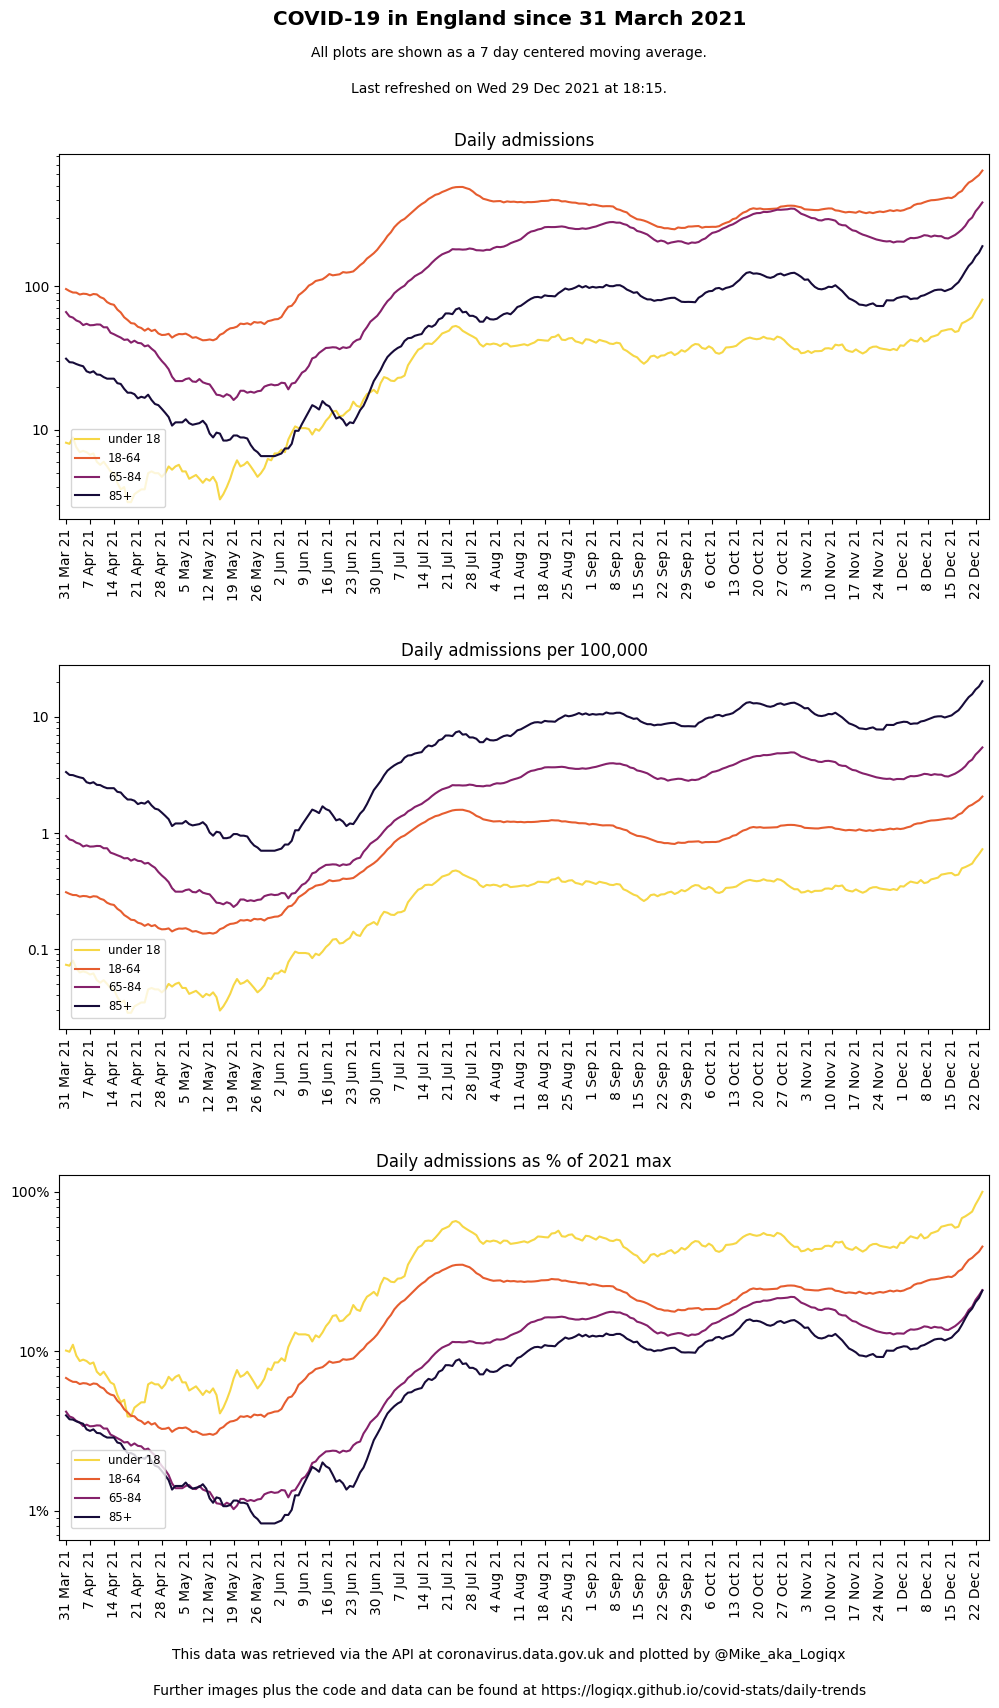 COVID-19 in England since 31 March 2021
All plots are shown as a 7 day centered moving average.
Last refreshed on Wed 29 Dec 2021 at 18:15.
Daily admissions
100
10
under 18
18-64
65-84
85+
31 Mar 21
7 Apr 21
14 Apr 21
21 Apr 21
28 Apr 21
5 May 21
12 May 21
19 May 21
26 May 21
2 Jun 21
9 Jun 21
16 Jun 21
23 Jun 21
30 Jun 21
7 Jul 21
14 Jul 21
21 Jul 21
28 Jul 21
4 Aug 21
11 Aug 21
18 Aug 21
25 Aug 21
1 Sep 21
8 Sep 21
15 Sep 21
22 Sep 21
29 Sep 21
6 Oct 21
13 Oct 21
20 Oct 21
27 Oct 21
3 Nov 21
10 Nov 21
17 Nov 21
24 Nov 21
1 Dec 21
8 Dec 21
15 Dec 21
22 Dec 21
Daily admissions per 100,000
10
1
0.1
under 18
18-64
65-84
85+
31 Mar 21
7 Apr 21
14 Apr 21
21 Apr 21
28 Apr 21
5 May 21
12 May 21
19 May 21
26 May 21
2 Jun 21
9 Jun 21
16 Jun 21
23 Jun 21
30 Jun 21
7 Jul 21
14 Jul 21
21 Jul 21
28 Jul 21
4 Aug 21
11 Aug 21
18 Aug 21
25 Aug 21
1 Sep 21
8 Sep 21
15 Sep 21
22 Sep 21
29 Sep 21
6 Oct 21
13 Oct 21
20 Oct 21
27 Oct 21
3 Nov 21
10 Nov 21
17 Nov 21
24 Nov 21
1 Dec 21
8 Dec 21
15 Dec 21
22 Dec 21
Daily admissions as % of 2021 max
100%
10%
1%
under 18
18-64
65-84
85+
31 Mar 21
7 Apr 21
14 Apr 21
21 Apr 21
28 Apr 21
5 May 21
12 May 21
19 May 21
26 May 21
2 Jun 21
9 Jun 21
16 Jun 21
23 Jun 21
30 Jun 21
7 Jul 21
14 Jul 21
21 Jul 21
28 Jul 21
4 Aug 21
11 Aug 21
18 Aug 21
25 Aug 21
1 Sep 21
8 Sep 21
15 Sep 21
22 Sep 21
29 Sep 21
6 Oct 21
13 Oct 21
20 Oct 21
27 Oct 21
3 Nov 21
10 Nov 21
17 Nov 21
24 Nov 21
1 Dec 21
8 Dec 21
15 Dec 21
22 Dec 21
This data was retrieved via the API at coronavirus.data.gov.uk and plotted by @Mike_aka_Logiqx
Further images plus the code and data can be found at https://logiqx.github.io/covid-stats/daily-trends